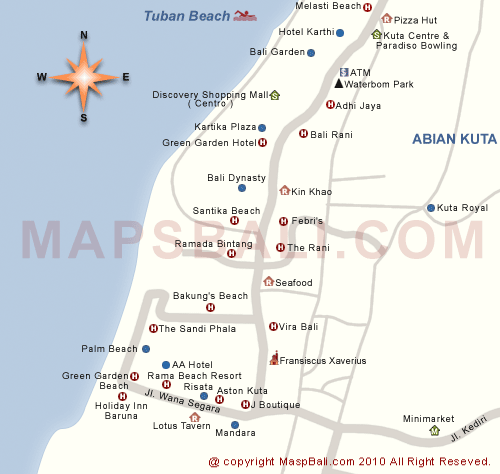 Melasti Beach
Tuban Beach
Pizza Hut
Hotel Karthi
Kuta Centre &
Paradiso Bowling
N
Bali Garden
W
E
$
ATM
Waterbom Park
Discovery Shopping Mall
( Centro )
S
Adhi Jaya
Kartika Plaza
Bali Rani
Green Garden Hotel
ABIAN KUTA
Bali Dynasty
Kin Khao
Kuta Royal
Santika Beach
Febri's
MAPSBALI.COM
Ramada Bintang
The Rani
Seafood
Bakung's Beach
The Sandi Phala
Vira Bali
Palm Beach
Fransiscus Xaverius
AA Hotel
Green Garden
Beach
Rama Beach Resort
Risata
Aston Kuta
Jl. Wana Segara
J Boutique
Holiday Inn
Baruna
Lotus Tavern
Mandara
Minimarket
Jl. Kediri
@ copyright MaspBali.com 2010 All Right Reserved.